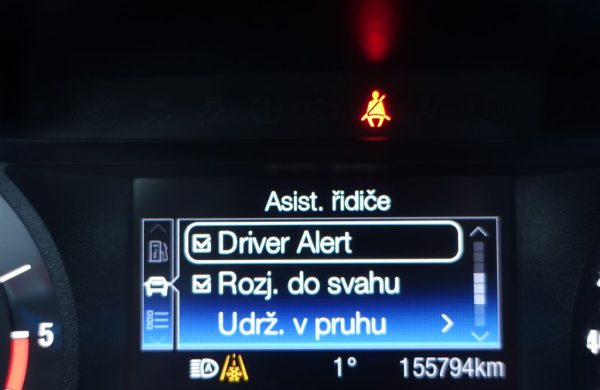 Asist. řidiče
Driver Alert
Rozj. do svahu
Udrž. v pruhu
5
1° 155794km